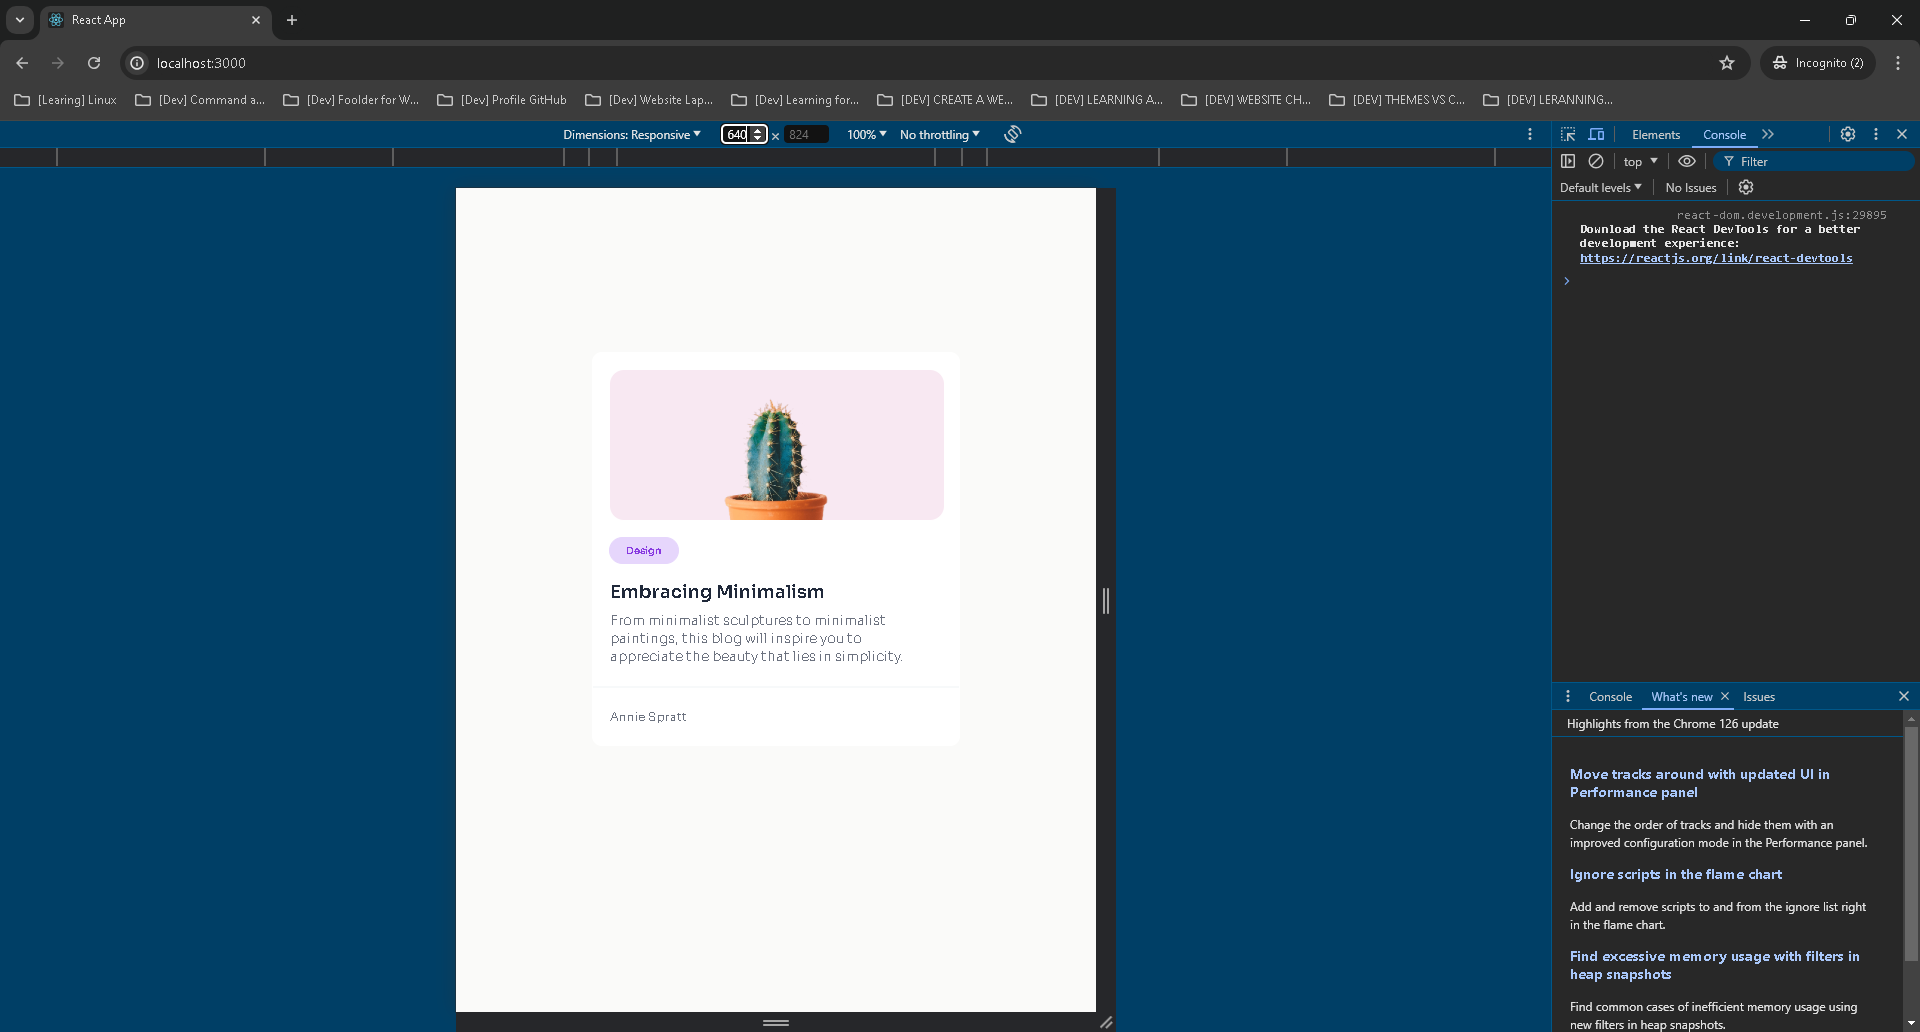 React App
localhost:3000
Incognito (2)
[Learing] Linux
[Dev] Command a...
[Dev] Foolder for W...
[Dev] Profile GitHub
[Dev] Website Lap...
[Dev] Learning for...
[DEV] CREATE A WE...
[DEV] LEARNING A...
[DEV] WEBSITE CH...
[DEV] THEMES VS C...
[DEV] LERANNING...
Dimensions: Responsive
640 × 824
100%
No throttling
Elements
Console
top
Filter
Default levels
No Issues
react-dom.development.js:29895
Download the React DevTools for a better
development experience:
https://reactjs.org/link/react-devtools
Design
Embracing Minimalism
From minimalist sculptures to minimalist
paintings, this blog will inspire you to
appreciate the beauty that lies in simplicity.
Annie Spratt
Console
What's new
Issues
Highlights from the Chrome 126 update
Move tracks around with updated UI in
Performance panel
Change the order of tracks and hide them with an
improved configuration mode in the Performance panel.
Ignore scripts in the flame chart
Add and remove scripts to and from the ignore list right
in the flame chart.
Find excessive memory usage with filters in
heap snapshots
Find common cases of inefficient memory usage using
new filters in heap snapshots.